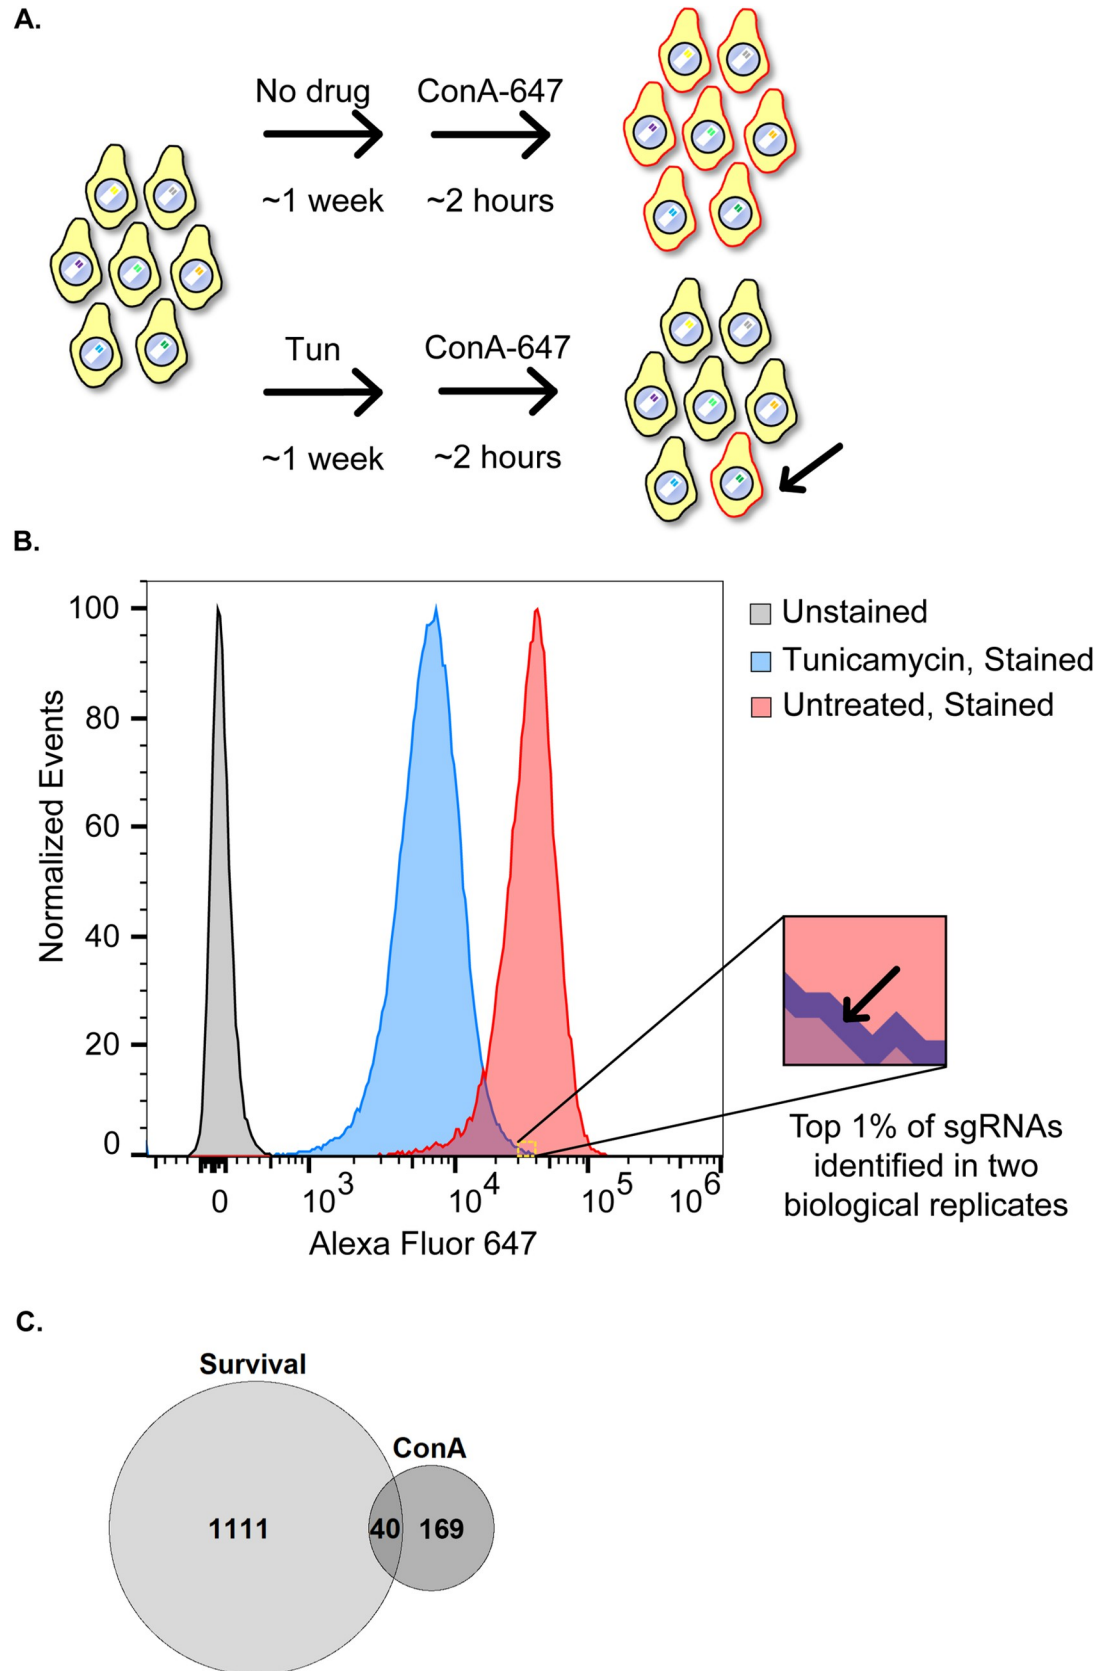 A.
No drug
ConA-647
~1 week
~2 hours
Tun
ConA-647
~1 week
~2 hours
B.
Normalized Events
100
80
60
40
20
0
0
10^3
10^4
10^5
10^6
Alexa Fluor 647
Unstained
Tunicamycin, Stained
Untreated, Stained
Top 1% of sgRNAs
identified in two
biological replicates
C.
Survival
ConA
1111
40
169